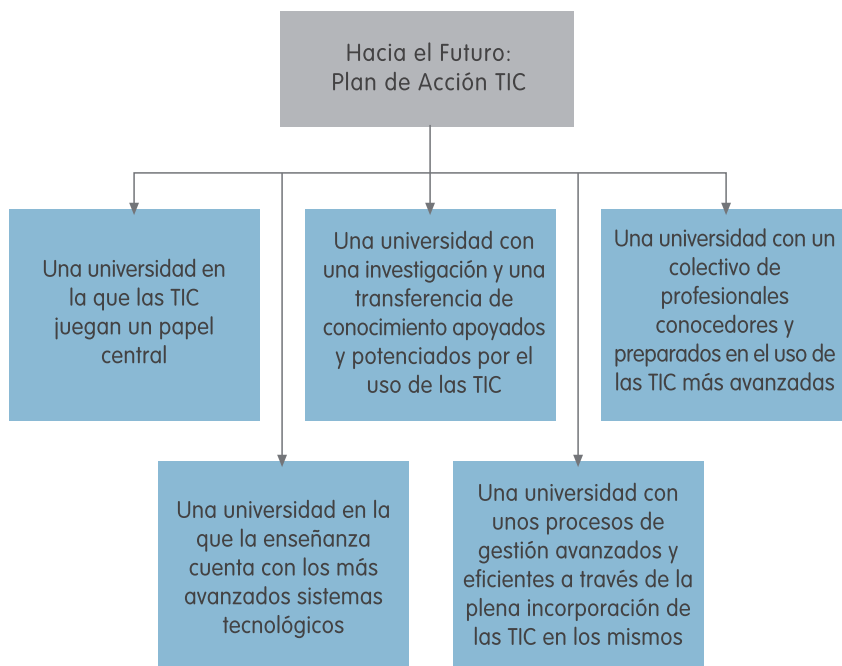 Hacia el Futuro:
Plan de Acción TIC
Una universidad en
la que las TIC
juegan un papel
central
Una universidad con
una investigación y una
transferencia de
conocimiento apoyados
y potenciados por el
uso de las TIC
Una universidad con un
colectivo de
profesionales
conocedores y
preparados en el uso de
las TIC más avanzadas
Una universidad en la
que la enseñanza
cuenta con los más
avanzados sistemas
tecnológicos
Una universidad con
unos procesos de
gestión avanzados y
eficientes a través de la
plena incorporación de
las TIC en los mismos